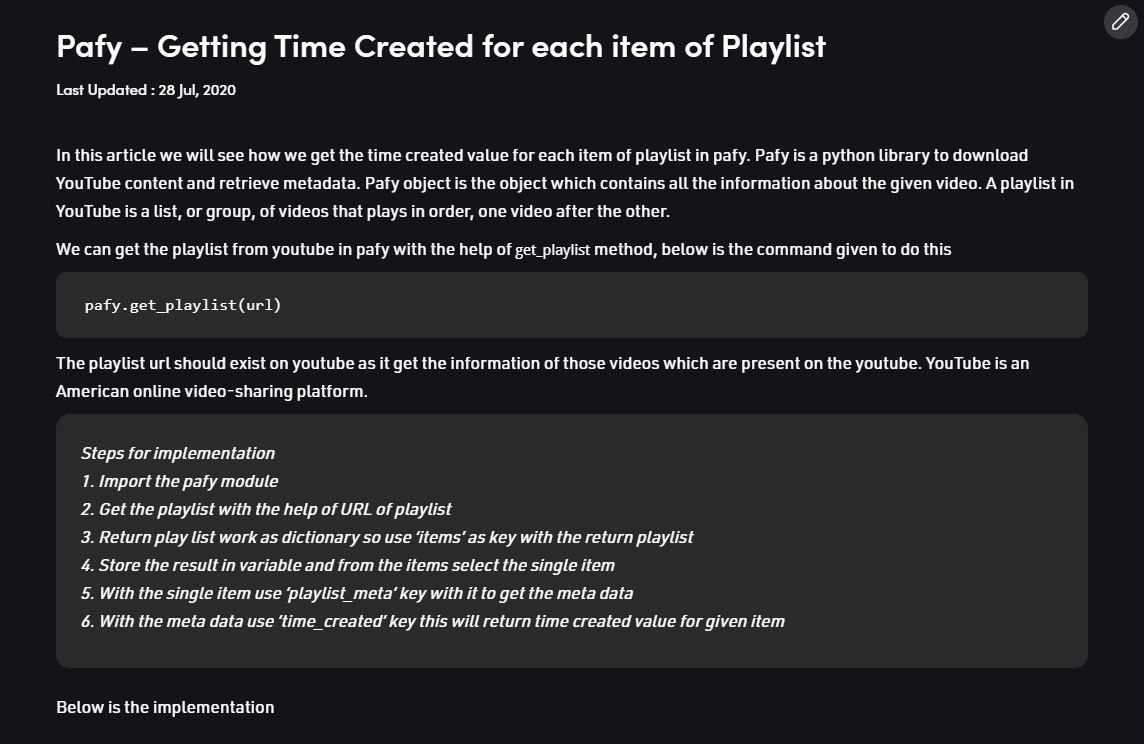 Pafy – Getting Time Created for each item of Playlist
Last Updated : 28 Jul, 2020
In this article we will see how we get the time created value for each item of playlist in pafy. Pafy is a python library to download
YouTube content and retrieve metadata. Pafy object is the object which contains all the information about the given video. A playlist in
YouTube is a list, or group, of videos that plays in order, one video after the other.
We can get the playlist from youtube in pafy with the help of get_playlist method, below is the command given to do this
pafy.get_playlist(url)
The playlist url should exist on youtube as it get the information of those videos which are present on the youtube. YouTube is an
American online video-sharing platform.
Steps for implementation
1. Import the pafy module
2. Get the playlist with the help of URL of playlist
3. Return play list work as dictionary so use ‘items’ as key with the return playlist
4. Store the result in variable and from the items select the single item
5. With the single item use ‘playlist_meta’ key with it to get the meta data
6. With the meta data use ‘time_created’ key this will return time created value for given item
Below is the implementation